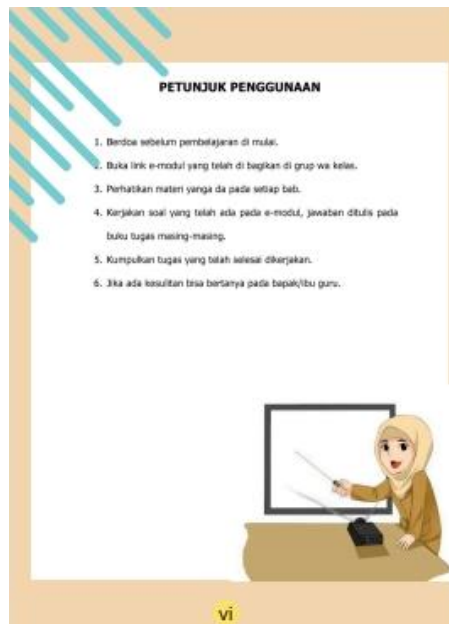 PETUNJUK PENGGUNAAN
1. Berdoa sebelum pembelajaran di mulai.
2. Buka link e-modul yang telah di bagikan di grup wa kelas.
3. Perhatikan materi yanga da pada setiap bab.
4. Kerjakan soal yang telah ada pada e-modul, jawaban ditulis pada
buku tugas masing-masing.
5. Kumpulkan tugas yang telah selesai dikerjakan.
6. Jika ada kesulitan bisa bertanya pada bapak/ibu guru.
vi